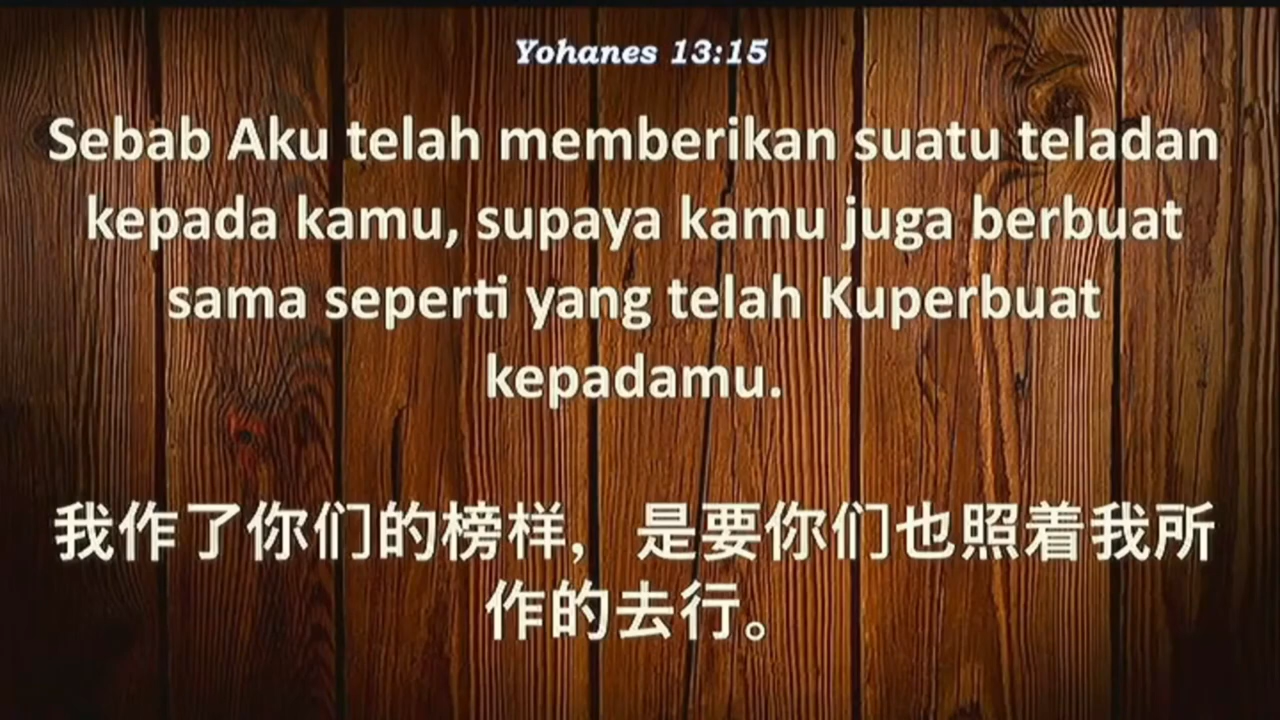 Yohanes 13:15
Sebab Aku telah memberikan suatu teladan
kepada kamu, supaya kamu juga berbuat
sama seperti yang telah Kuperbuat
kepadamu.
我作了你们的榜样， 是要你们也照着我所
作的去行。